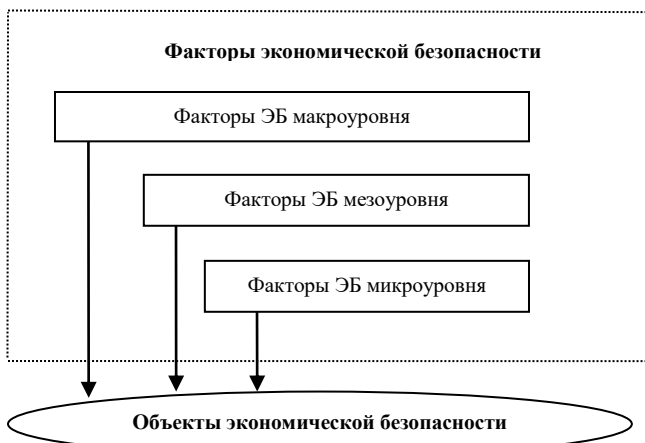 Факторы экономической безопасности
Факторы ЭБ макроуровня
Факторы ЭБ мезоуровня
Факторы ЭБ микроуровня
Объекты экономической безопасности